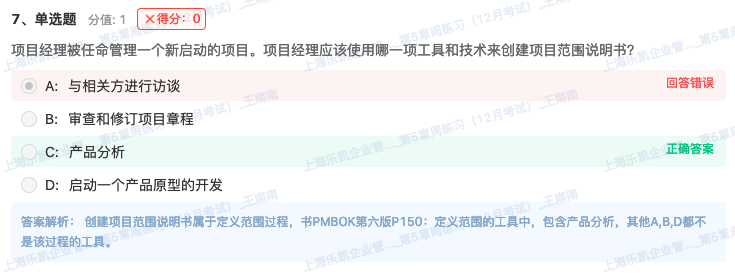 7、单选题 分值: 1 ×得分：0
项目经理被任命管理一个新启动的项目。项目经理应该使用哪一项工具和技术来创建项目范围说明书?
A: 与相关方进行访谈 回答错误
B: 审查和修订项目章程
C: 产品分析 正确答案
D: 启动一个产品原型的开发
答案解析： 创建项目范围说明书属于定义范围过程，书PMBOK第六版P150：定义范围的工具中，包含产品分析，其他A,B,D都不
是该过程的工具。
上海乐凯企业管..._第5章周练习（12月考试）_王南南